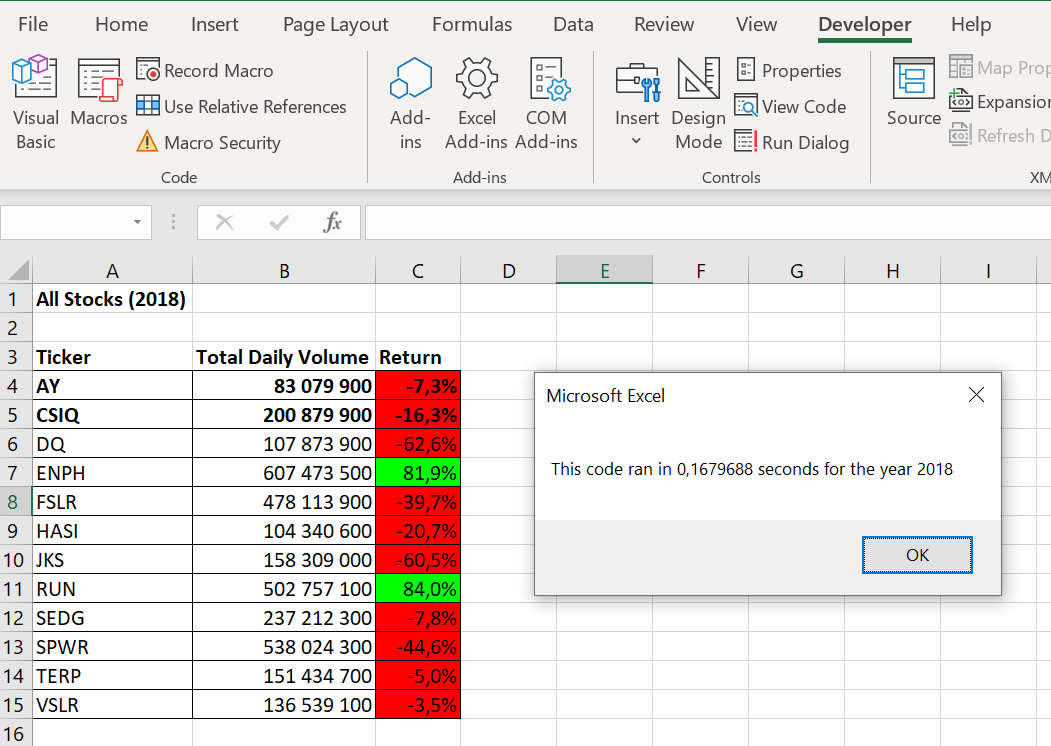 File Home Insert Page Layout Formulas Data Review View Developer Help
Visual Basic
Macros
Record Macro
Use Relative References
Macro Security
Code
Add-ins
Excel Add-ins
COM Add-ins
Add-ins
Insert
Design Mode
Properties
View Code
Run Dialog
Controls
Source
Map Prop
Expansion
Refresh D
XM
fx
A B C D E F G H I
1 All Stocks (2018)
2
3 Ticker Total Daily Volume Return
4 AY 83 079 900 -7,3%
5 CSIQ 200 879 900 -16,3%
6 DQ 107 873 900 -62,6%
7 ENPH 607 473 500 81,9%
8 FSLR 478 113 900 -39,7%
9 HASI 104 340 600 -20,7%
10 JKS 158 309 000 -60,5%
11 RUN 502 757 100 84,0%
12 SEDG 237 212 300 -7,8%
13 SPWR 538 024 300 -44,6%
14 TERP 151 434 700 -5,0%
15 VSLR 136 539 100 -3,5%
16
Microsoft Excel
This code ran in 0,1679688 seconds for the year 2018
OK